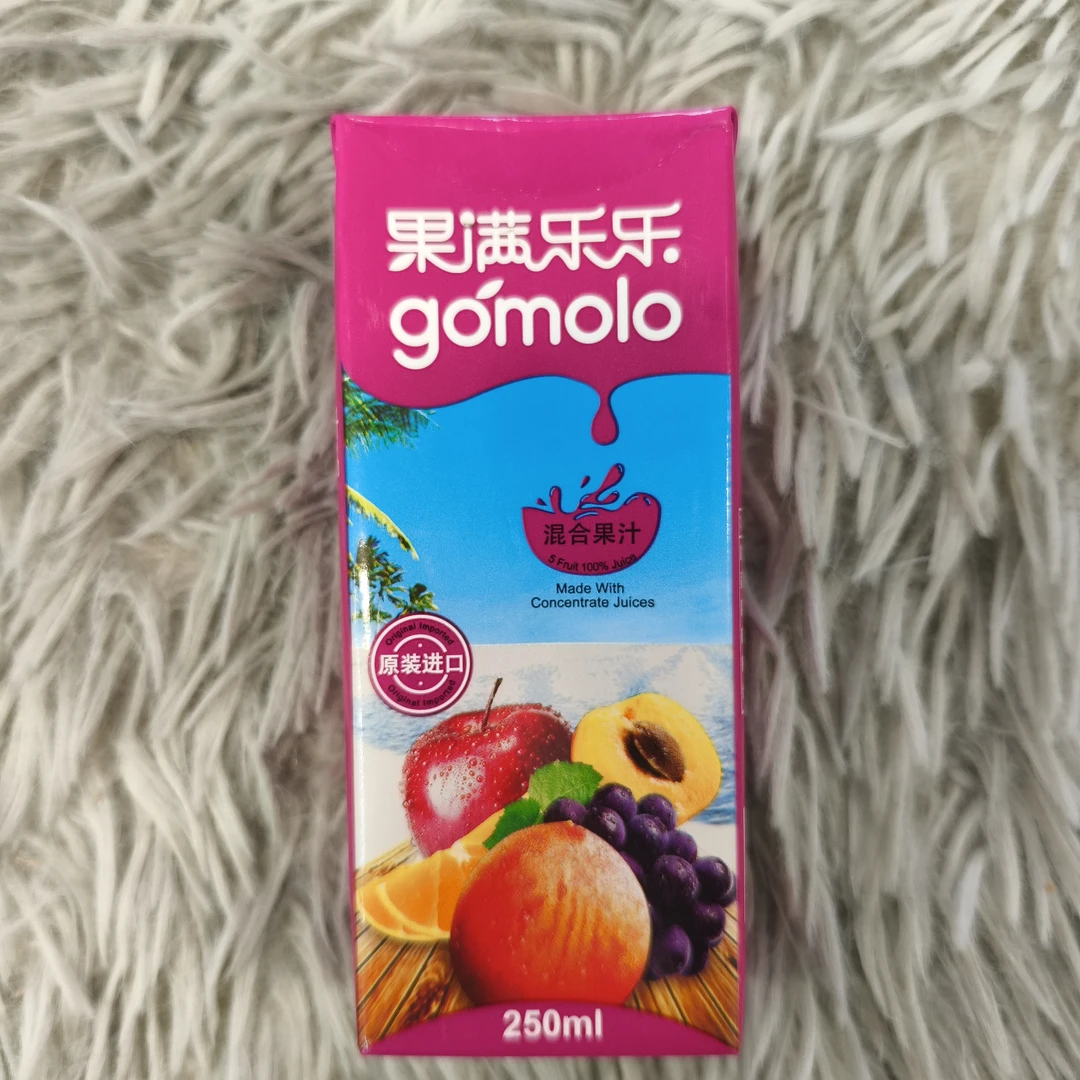 果满乐乐
gomolo
混合果汁
5 Fruit 100% Juice
Made With
Concentrate Juices
Original Imported
原装进口
Original Imported
250ml